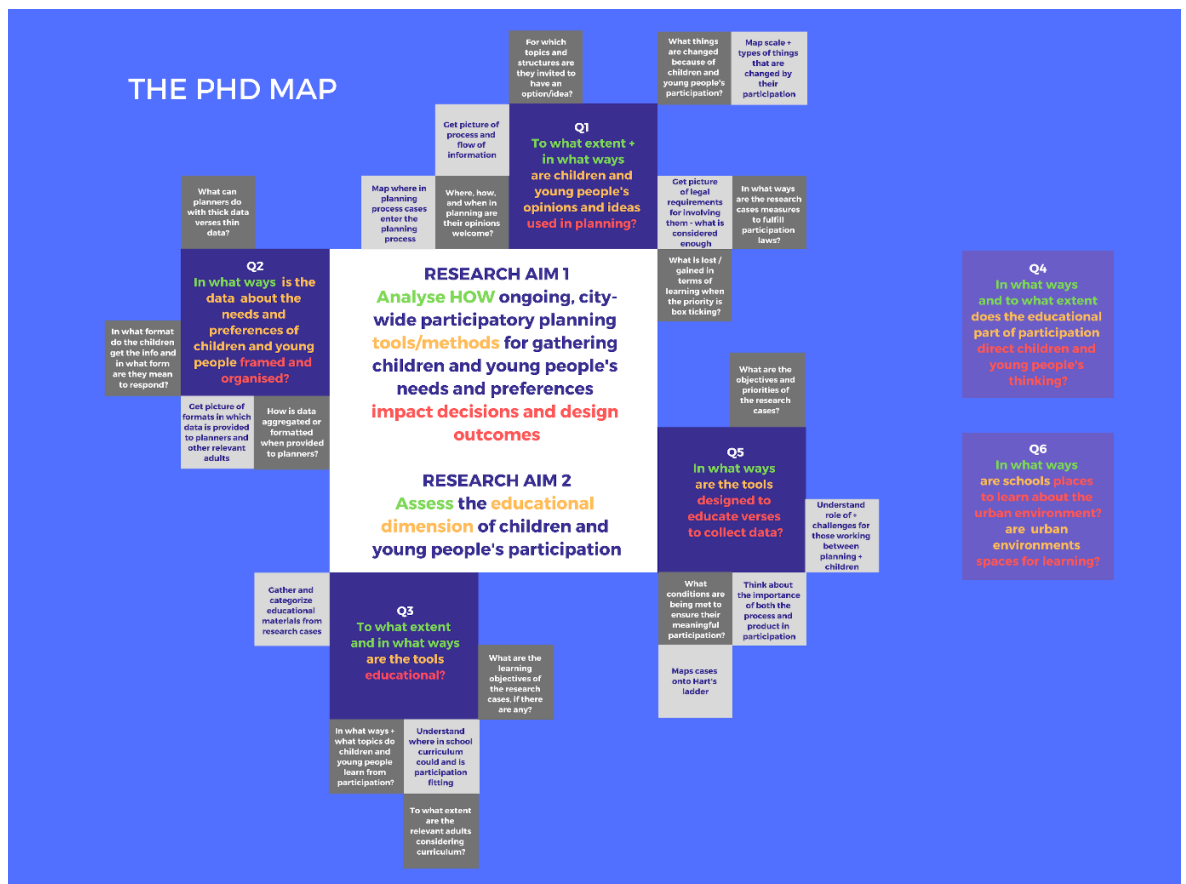 THE PHD MAP
For which
topics and
structures are
they invited to
have an
option/idea?
What things
are changed
because of
children and
young people's
participation?
Map scale +
types of things
that are
changed by
their
participation
Get picture of
process and
flow of
information
Q1
To what extent +
in what ways
are children and
young people's
opinions and ideas
used in planning?
What can
planners do
with thick data
verses thin
data?
Map where in
planning
process cases
enter the
planning
process
Where, how,
and when in
planning are
their opinions
welcome?
Get picture
of legal
requirements
for involving
them - what is
considered
enough
In what ways
are the research
cases measures
to fulfill
participation
laws?
What is lost /
gained in
terms of
learning when
the priority is
box ticking?
Q2
In what ways is the
data about the
needs and
preferences of
children and young
people framed and
organised?
In what format
do the children
get the info and
in what form
are they mean
to respond?
Get picture of
formats in which
data is provided
to planners and
other relevant
adults
How is data
aggregated or
formatted
when provided
to planners?
RESEARCH AIM 1
Analyse HOW ongoing, city-
wide participatory planning
tools/methods for gathering
children and young people's
needs and preferences
impact decisions and design
outcomes
RESEARCH AIM 2
Assess the educational
dimension of children and
young people's participation
Q4
In what ways
and to what extent
does the educational
part of participation
direct children and
young people's
thinking?
What are the
objectives and
priorities of
the research
cases?
Q5
In what ways
are the tools
designed to
educate verses
to collect data?
Understand
role of +
challenges for
those working
between
planning +
children
Q6
In what ways
are schools places
to learn about the
urban environment?
are urban
environments
spaces for learning?
What
conditions are
being met to
ensure their
meaningful
participation?
Think about
the importance
of both the
process and
product in
participation
Maps cases
onto Hart's
ladder
Gather and
categorize
educational
materials from
research cases
Q3
To what extent
and in what ways
are the tools
educational?
What are the
learning
objectives of
the research
cases, if there
are any?
In what ways +
what topics do
children and
young people
learn from
participation?
Understand
where in school
curriculum
could and is
participation
fitting
To what extent
are the
relevant adults
considering
curriculum?